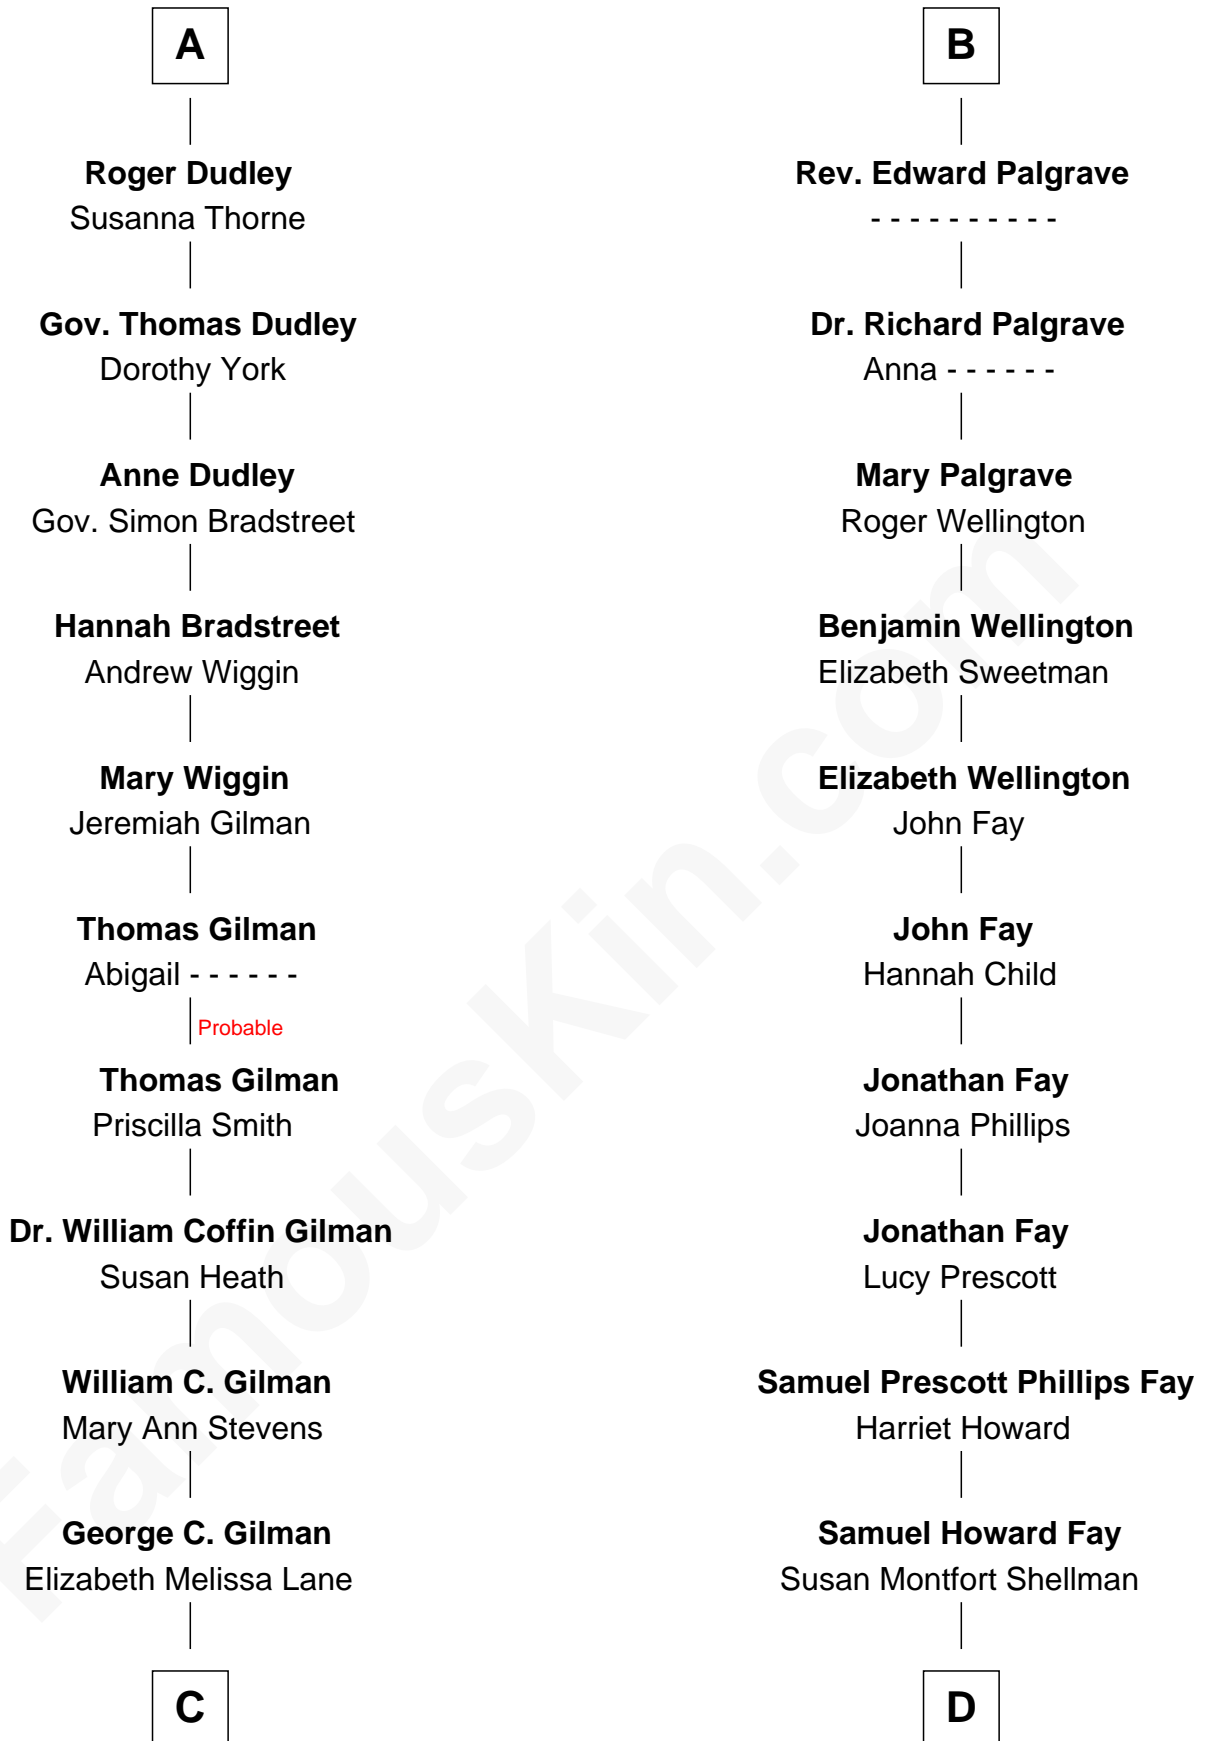 A
Roger Dudley
Susanna Thorne
Gov. Thomas Dudley
Dorothy York
Anne Dudley
Gov. Simon Bradstreet
Hannah Bradstreet
Andrew Wiggin
Mary Wiggin
Jeremiah Gilman
Thomas Gilman
Abigail - - - - - -
Probable
Thomas Gilman
Priscilla Smith
Dr. William Coffin Gilman
Susan Heath
William C. Gilman
Mary Ann Stevens
George C. Gilman
Elizabeth Melissa Lane
C
B
Rev. Edward Palgrave
- - - - - - - - - -
Dr. Richard Palgrave
Anna - - - - - -
Mary Palgrave
Roger Wellington
Benjamin Wellington
Elizabeth Sweetman
Elizabeth Wellington
John Fay
John Fay
Hannah Child
Jonathan Fay
Joanna Phillips
Jonathan Fay
Lucy Prescott
Samuel Prescott Phillips Fay
Harriet Howard
Samuel Howard Fay
Susan Montfort Shellman
D
FamousKin.com